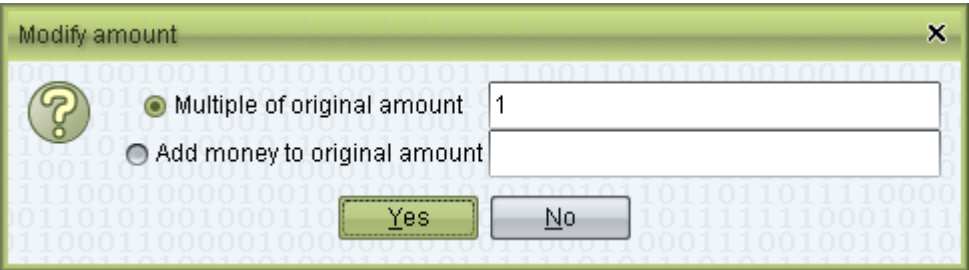 Modify amount
Multiple of original amount 1
Add money to original amount
Yes No